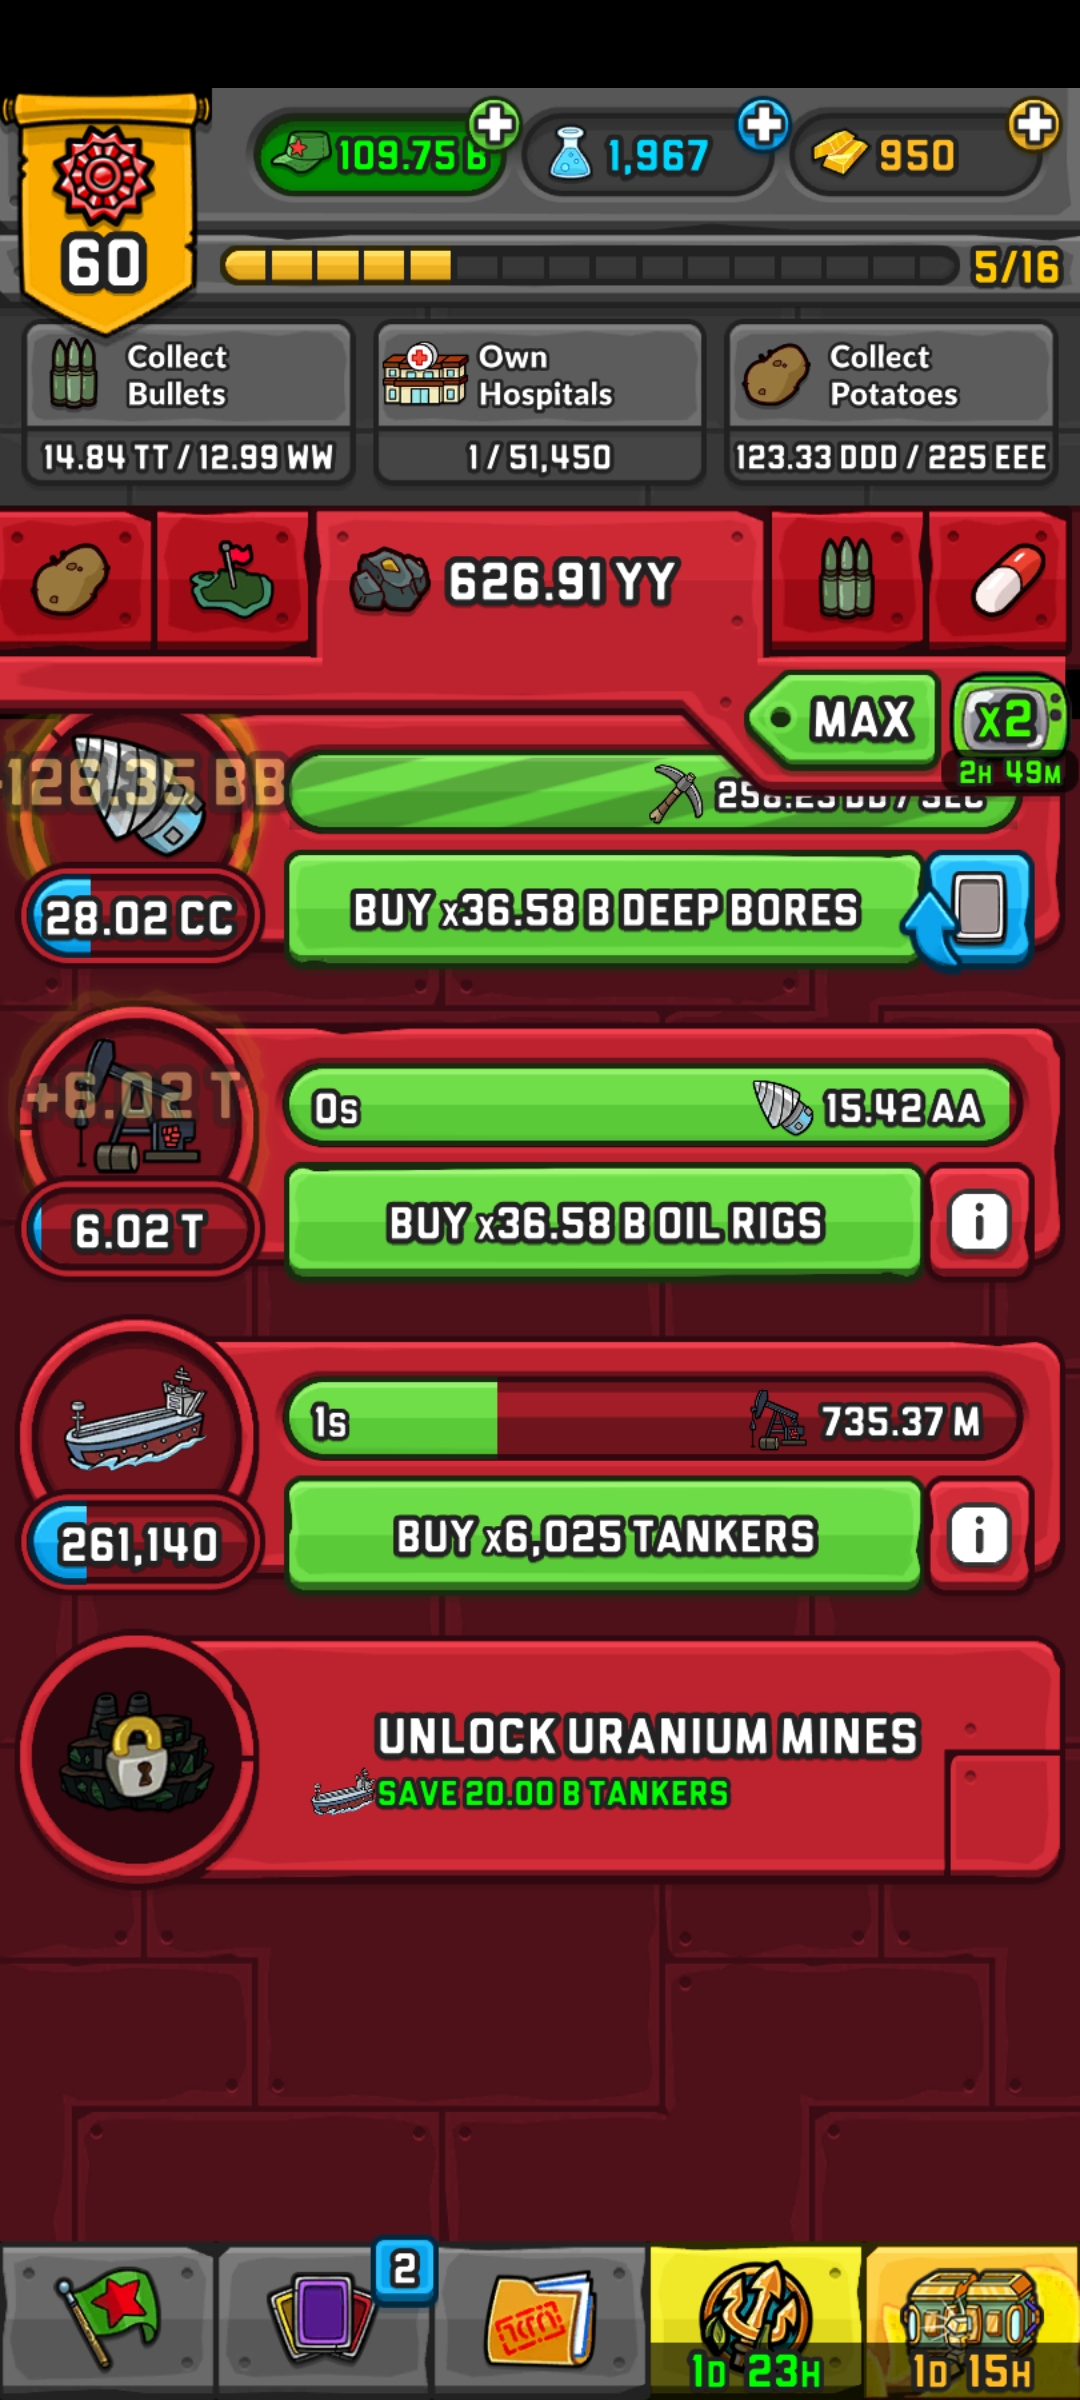 109.75 B
1,967
950
60
5/16
Collect
Bullets
14.84 TT / 12.99 WW
Own
Hospitals
1 / 51,450
Collect
Potatoes
123.33 DDD / 225 EEE
626.91 YY
MAX
x2
2H 49M
-128.35 BB
28.02 CC
BUY x36.58 B DEEP BORES
+6.02 T
0s
15.42 AA
6.02 T
BUY x36.58 B OIL RIGS
i
1s
735.37 M
261,140
BUY x6,025 TANKERS
i
UNLOCK URANIUM MINES
SAVE 20.00 B TANKERS
2
1D 23H
1D 15H